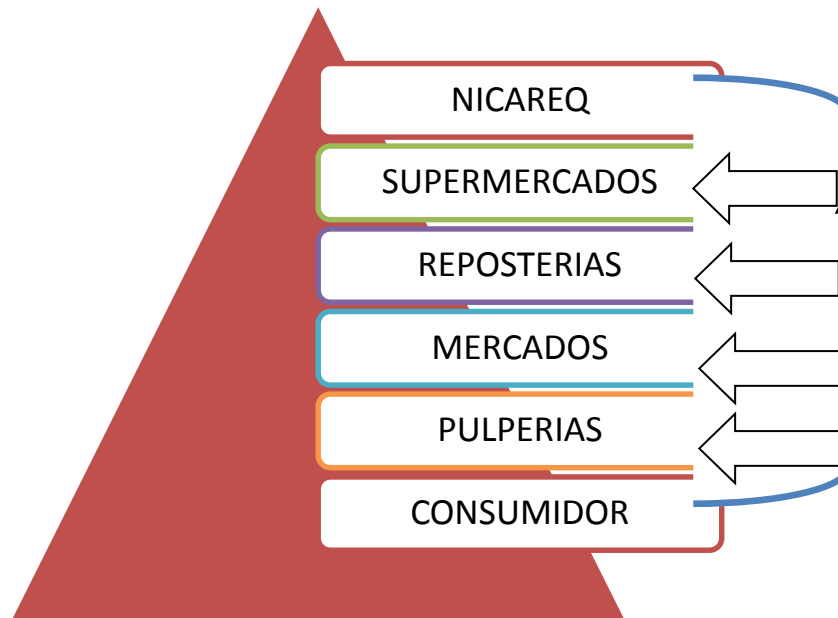 NICAREQ
SUPERMERCADOS
REPOSTERIAS
MERCADOS
PULPERIAS
CONSUMIDOR